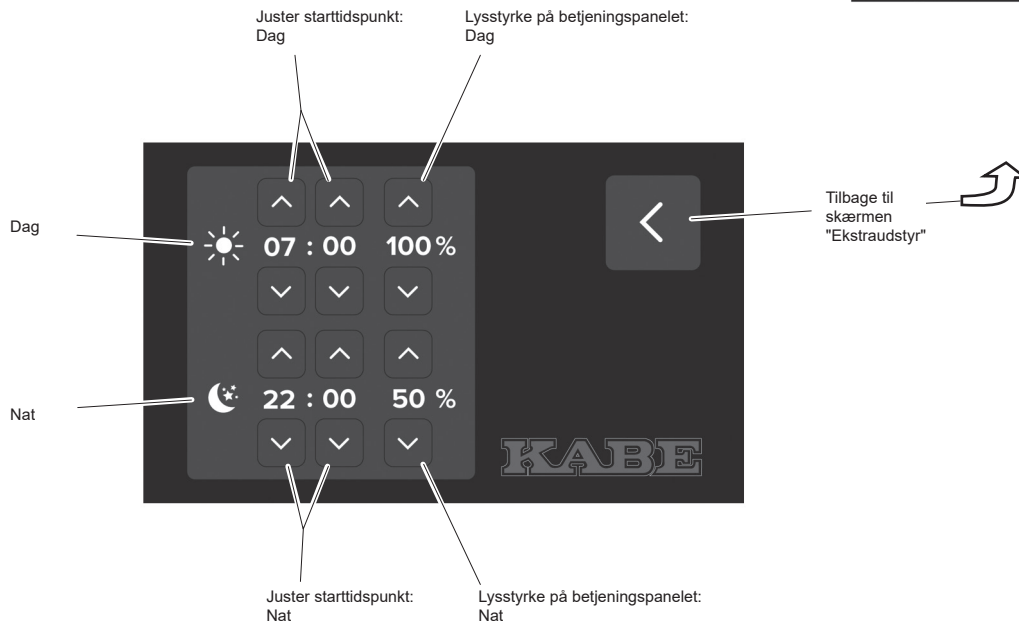 Juster starttidspunkt:
Dag
Lysstyrke på betjeningspanelet:
Dag
Dag
07 : 00 100 %
Tilbage til
skærmen
"Ekstraudstyr"
Nat
22 : 00 50 %
KABE
Juster starttidspunkt:
Nat
Lysstyrke på betjeningspanelet:
Nat